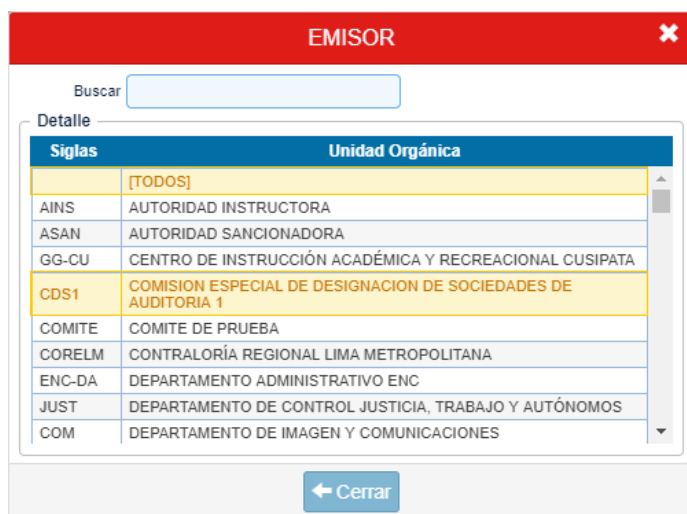 EMISOR
Buscar
Detalle
Siglas Unidad Orgánica
[TODOS]
AINS AUTORIDAD INSTRUCTORA
ASAN AUTORIDAD SANCIONADORA
GG-CU CENTRO DE INSTRUCCIÓN ACADÉMICA Y RECREACIONAL CUSIPATA
CDS1 COMISION ESPECIAL DE DESIGNACION DE SOCIEDADES DE
AUDITORIA 1
COMITE COMITE DE PRUEBA
CORELM CONTRALORÍA REGIONAL LIMA METROPOLITANA
ENC-DA DEPARTAMENTO ADMINISTRATIVO ENC
JUST DEPARTAMENTO DE CONTROL JUSTICIA, TRABAJO Y AUTÓNOMOS
COM DEPARTAMENTO DE IMAGEN Y COMUNICACIONES
Cerrar